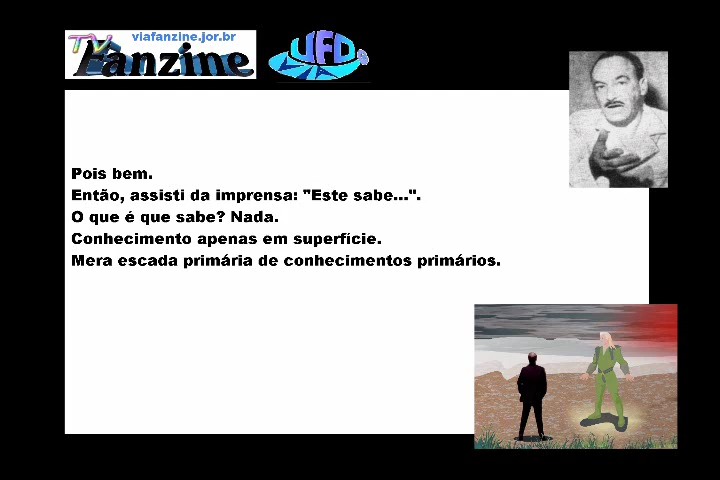 viafanzine.jor.br
TV Fanzine
UFO
VIA
Pois bem.
Então, assisti da imprensa: "Este sabe...".
O que é que sabe? Nada.
Conhecimento apenas em superfície.
Mera escada primária de conhecimentos primários.